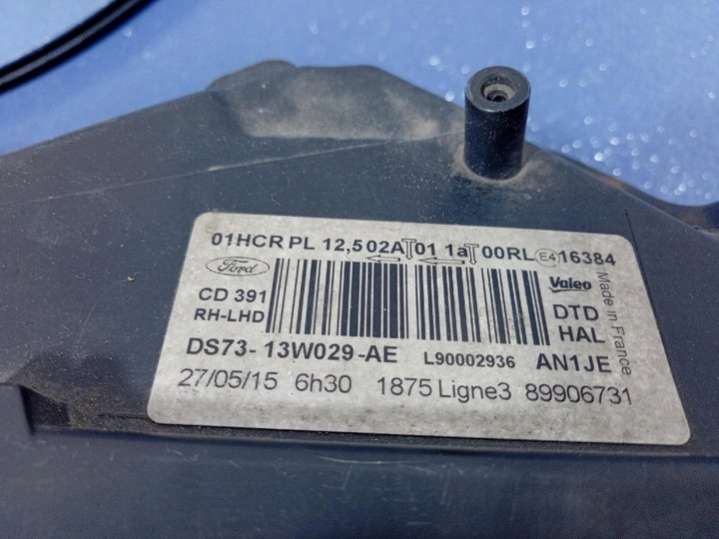 01HCR PL 12,5 02A 01 1a 00RL E4 16384
Ford
CD 391
RH-LHD
Valeo
DTD
HAL
Made in France
DS73- 13W029 -AE L90002936 AN1JE
27/05/15 6h30 1875 Ligne3 89906731